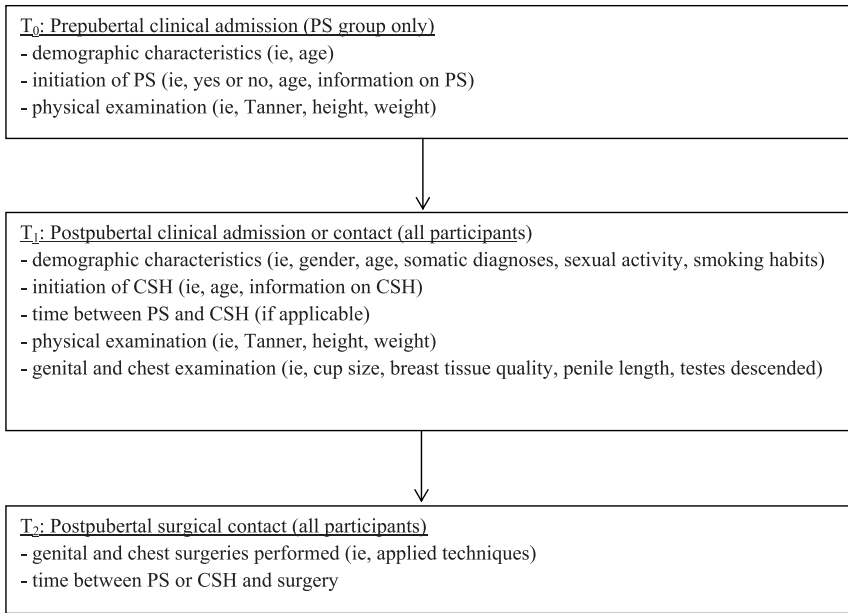 T₀: Prepubertal clinical admission (PS group only)
- demographic characteristics (ie, age)
- initiation of PS (ie, yes or no, age, information on PS)
- physical examination (ie, Tanner, height, weight)
T₁: Postpubertal clinical admission or contact (all participants)
- demographic characteristics (ie, gender, age, somatic diagnoses, sexual activity, smoking habits)
- initiation of CSH (ie, age, information on CSH)
- time between PS and CSH (if applicable)
- physical examination (ie, Tanner, height, weight)
- genital and chest examination (ie, cup size, breast tissue quality, penile length, testes descended)
T₂: Postpubertal surgical contact (all participants)
- genital and chest surgeries performed (ie, applied techniques)
- time between PS or CSH and surgery